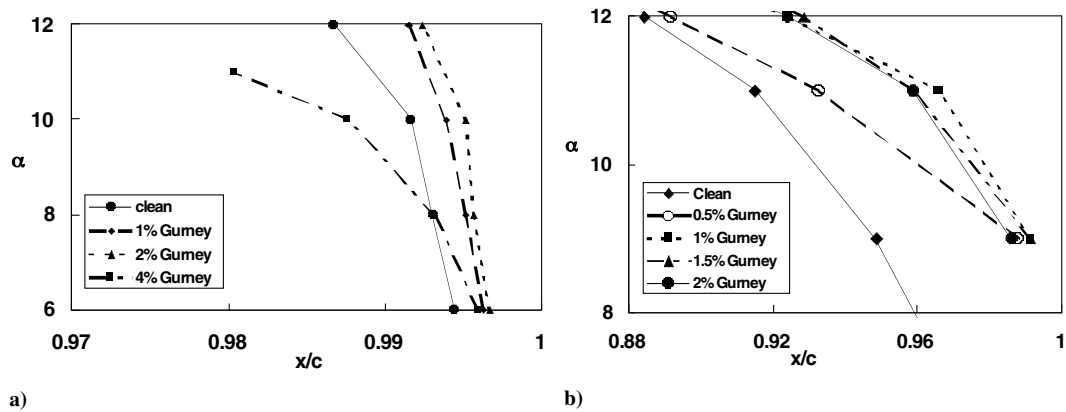 12
10
α
8
6
clean
1% Gurney
2% Gurney
4% Gurney
0.97
0.98
0.99
1
x/c
a)
12
11
α
10
9
8
Clean
0.5% Gurney
1% Gurney
1.5% Gurney
2% Gurney
0.88
0.92
0.96
1
x/c
b)